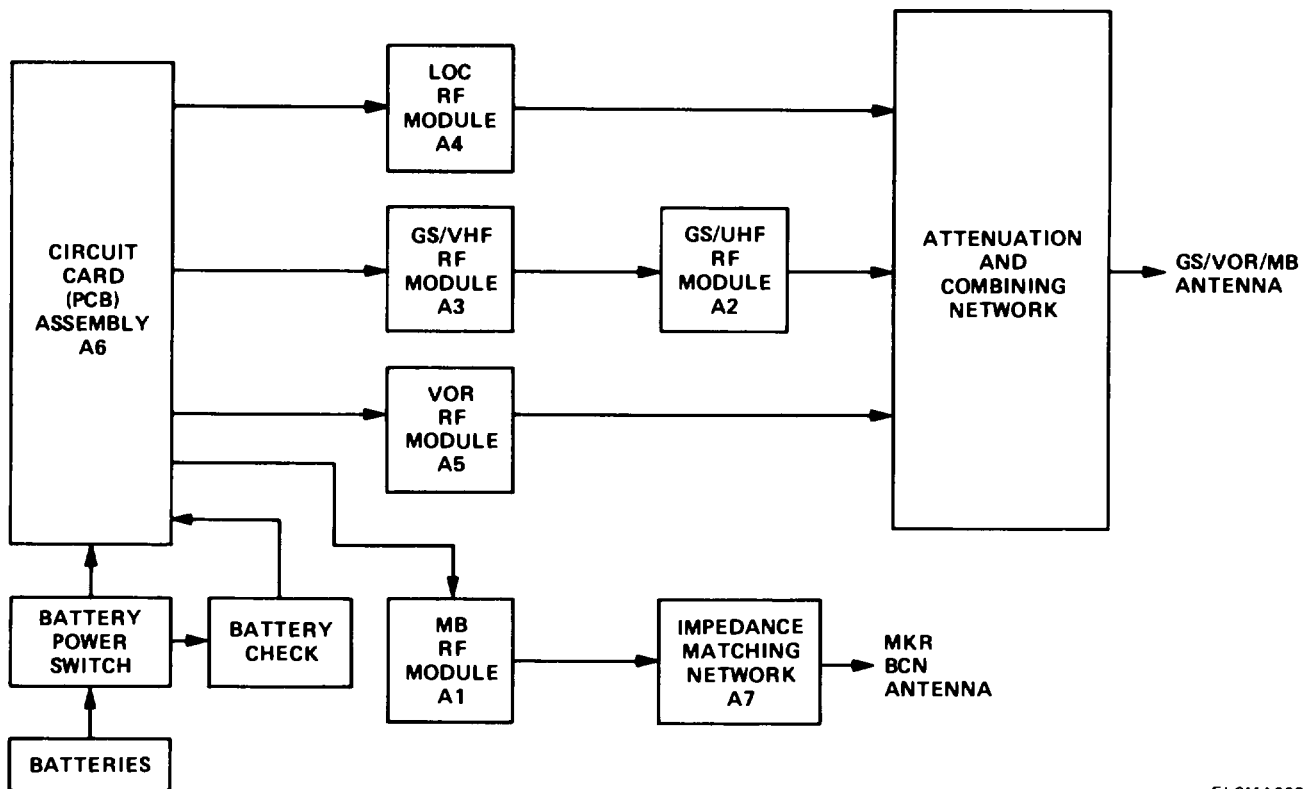 LOC
RF
MODULE
A4
CIRCUIT
CARD
(PCB)
ASSEMBLY
A6
GS/VHF
RF
MODULE
A3
GS/UHF
RF
MODULE
A2
ATTENUATION
AND
COMBINING
NETWORK
GS/VOR/MB
ANTENNA
VOR
RF
MODULE
A5
BATTERY
POWER
SWITCH
BATTERY
CHECK
BATTERIES
MB
RF
MODULE
A1
IMPEDANCE
MATCHING
NETWORK
A7
MKR
BCN
ANTENNA